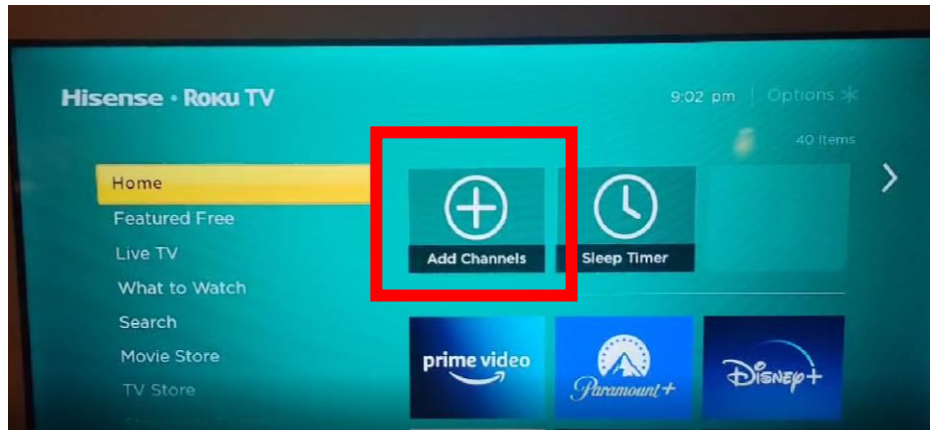 Hisense • Roku TV
9:02 pm | Options *
40 Items
Home
Featured Free
Live TV
What to Watch
Search
Movie Store
TV Store
Add Channels
Sleep Timer
prime video
Paramount+
Disney+